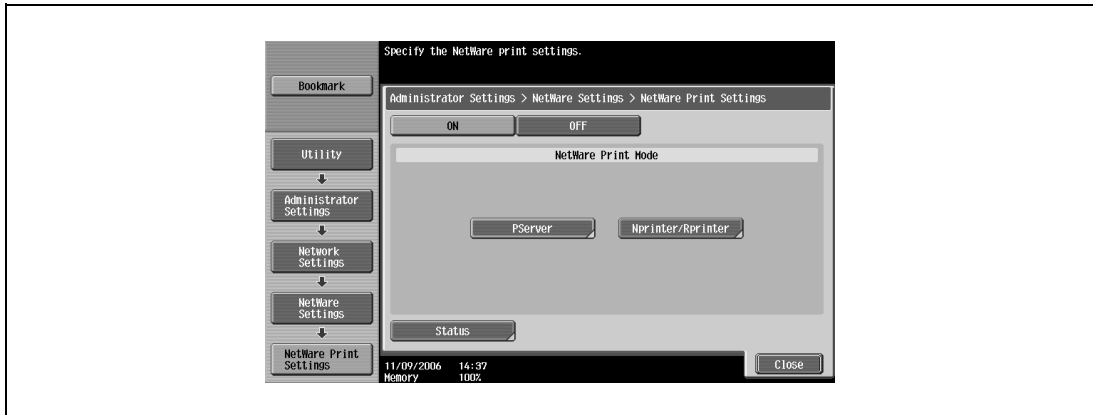 Specify the NetWare print settings.
Bookmark
Administrator Settings > NetWare Settings > NetWare Print Settings
ON
OFF
Utility
NetWare Print Mode
Administrator
Settings
PServer
Nprinter/Rprinter
Network
Settings
NetWare
Settings
Status
NetWare Print
Settings
11/09/2006 14:37
Memory 100%
Close